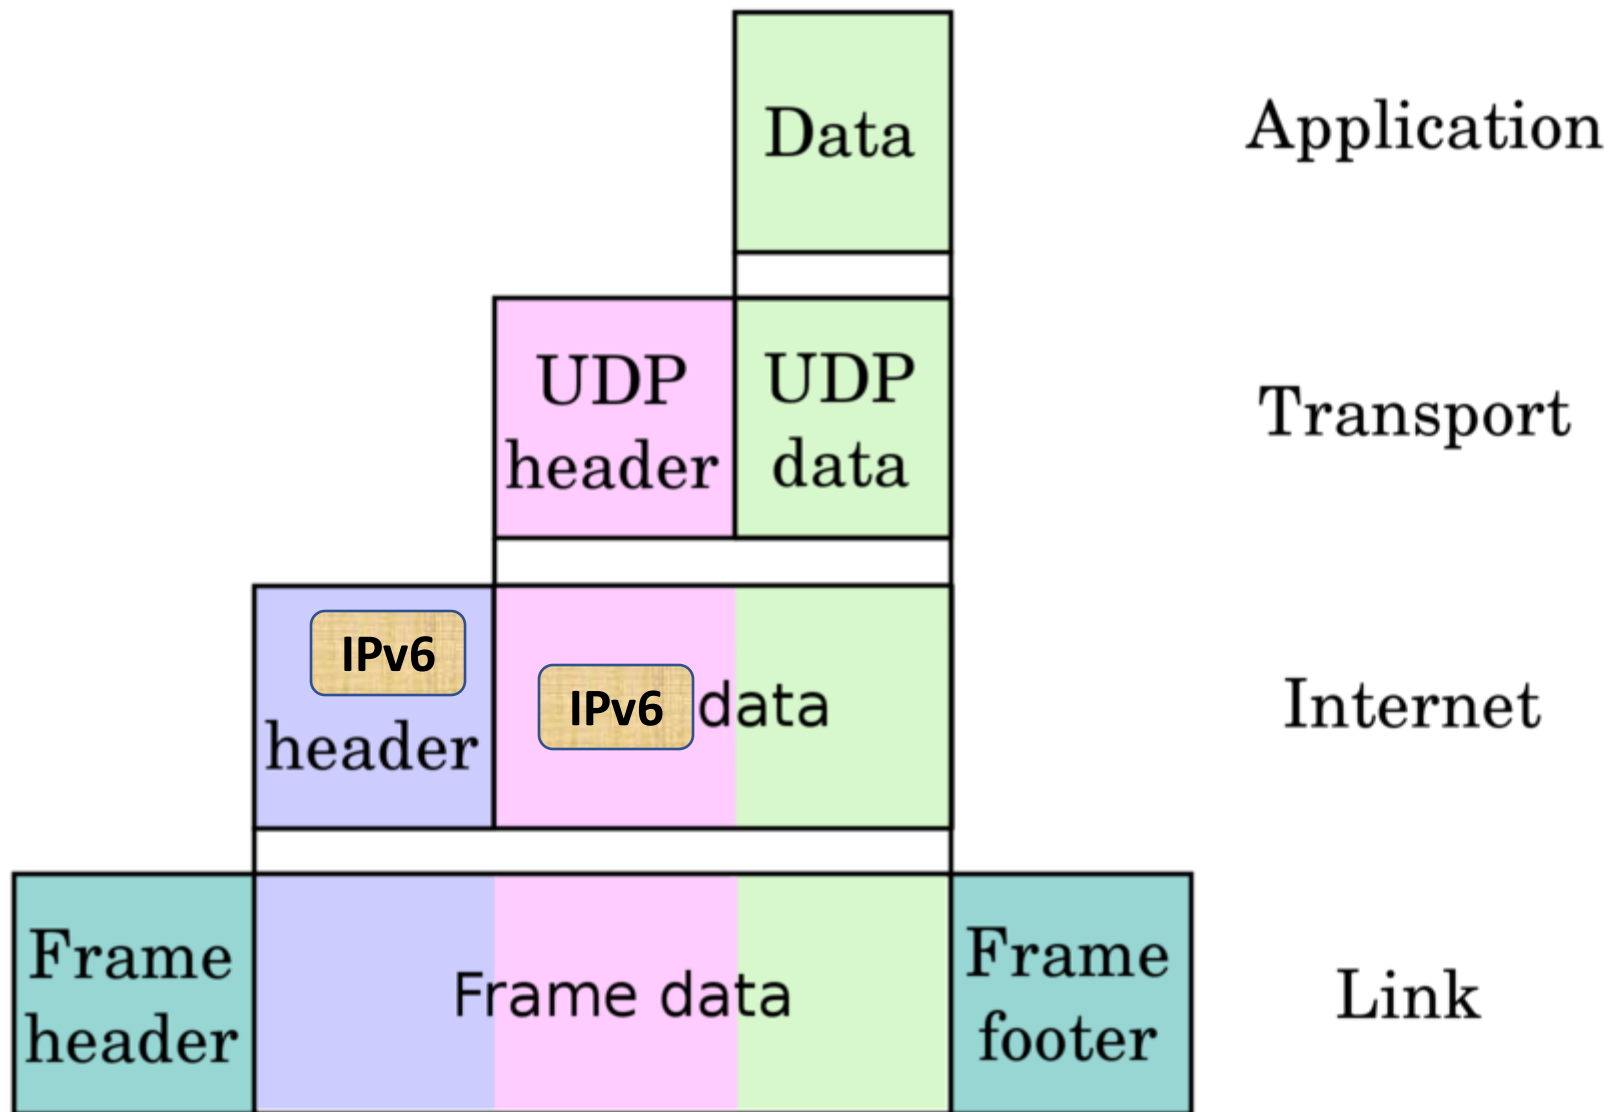 Data
Application
UDP
header
UDP
data
Transport
IPv6
header
IPv6 data
Internet
Frame
header
Frame data
Frame
footer
Link